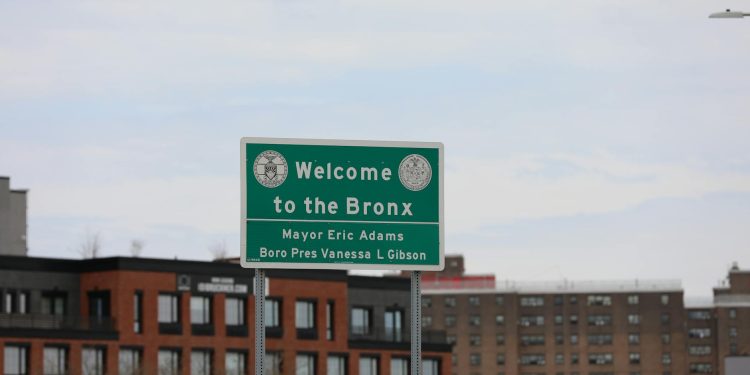 Welcome
to the Bronx
Mayor Eric Adams
Boro Pres Vanessa L Gibson